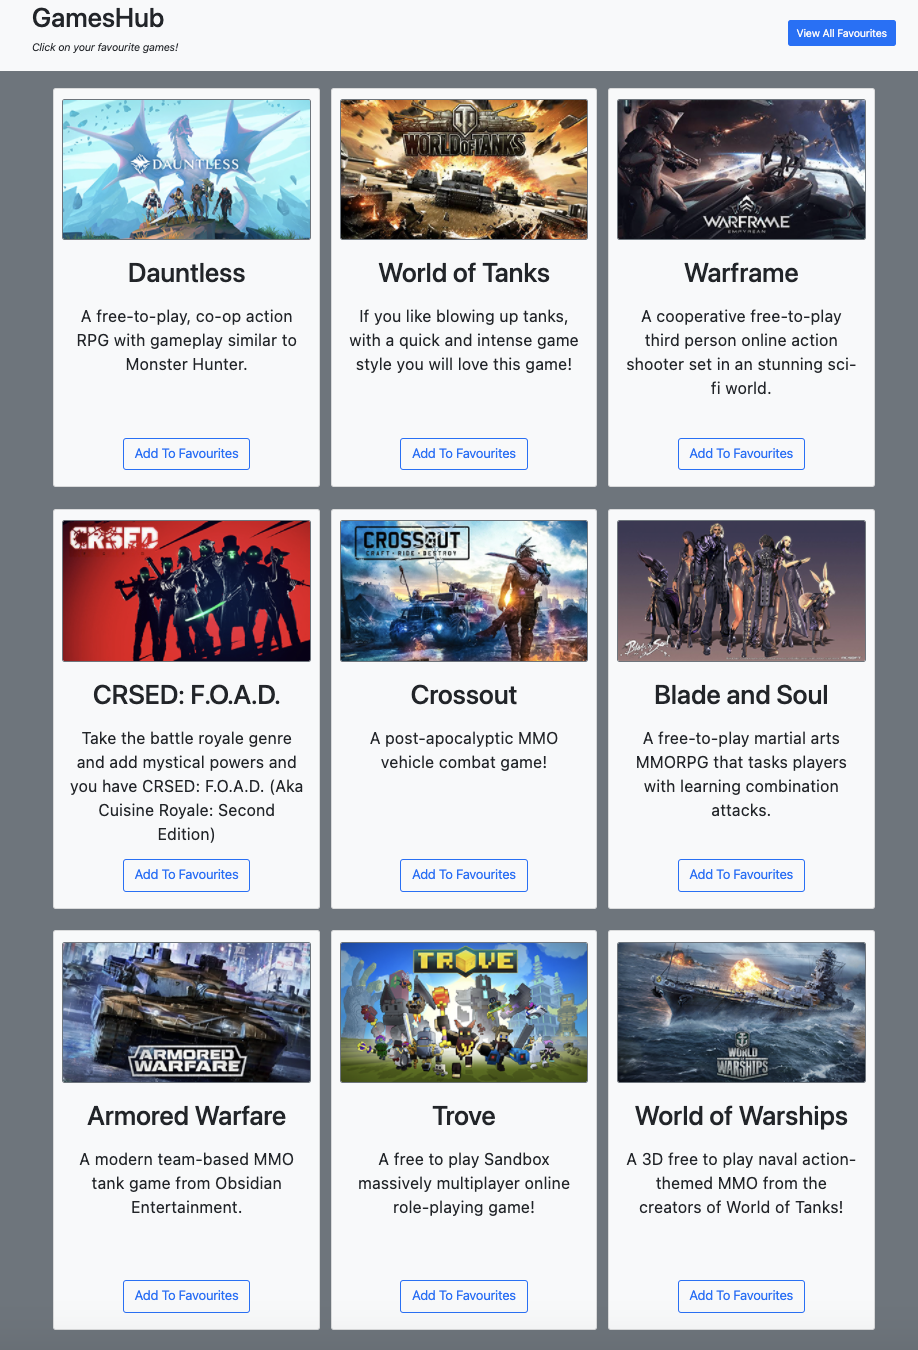 GamesHub
Click on your favourite games!
View All Favourites
DAUNTLESS
Dauntless
A free-to-play, co-op action
RPG with gameplay similar to
Monster Hunter.
Add To Favourites
WORLD OF TANKS
World of Tanks
If you like blowing up tanks,
with a quick and intense game
style you will love this game!
Add To Favourites
WARFRAME
EMPYREAN
Warframe
A cooperative free-to-play
third person online action
shooter set in an stunning sci-
fi world.
Add To Favourites
CRSED
CRSED: F.O.A.D.
Take the battle royale genre
and add mystical powers and
you have CRSED: F.O.A.D. (Aka
Cuisine Royale: Second
Edition)
Add To Favourites
CROSSOUT
CRAFT · RIDE · DESTROY
Crossout
A post-apocalyptic MMO
vehicle combat game!
Add To Favourites
Blade & Soul
Blade and Soul
A free-to-play martial arts
MMORPG that tasks players
with learning combination
attacks.
Add To Favourites
ARMORED
WARFARE
Armored Warfare
A modern team-based MMO
tank game from Obsidian
Entertainment.
Add To Favourites
TROVE
Trove
A free to play Sandbox
massively multiplayer online
role-playing game!
Add To Favourites
WORLD
OF
WARSHIPS
World of Warships
A 3D free to play naval action-
themed MMO from the
creators of World of Tanks!
Add To Favourites